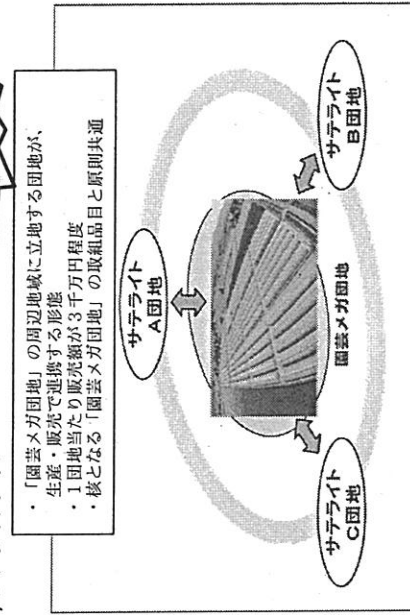 ・「園芸メガ団地」の周辺地域に立地する団地が、
生産・販売で連携する形態
・1団地当たり販売額が3千万円程度
・核となる「園芸メガ団地」の取組品目と原則共通
サテライト
A団地
園芸メガ団地
サテライト
C団地
サテライト
B団地